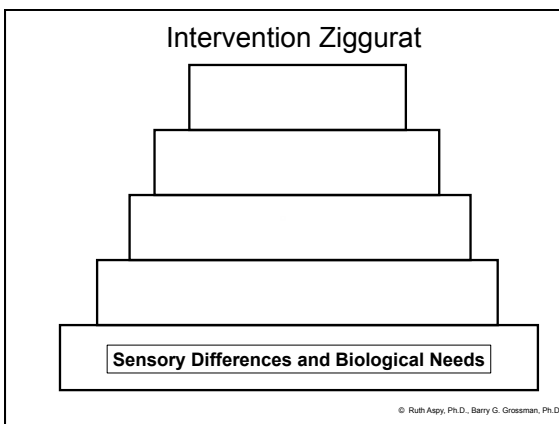 Intervention Ziggurat
Sensory Differences and Biological Needs
© Ruth Aspy, Ph.D., Barry G. Grossman, Ph.D